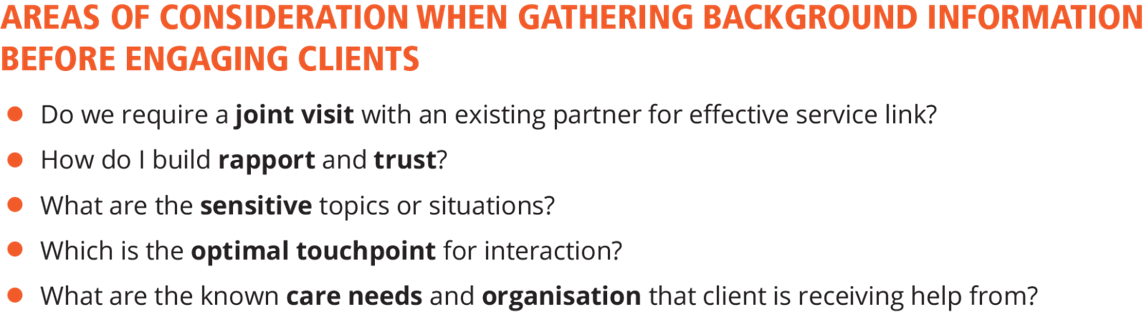 AREAS OF CONSIDERATION WHEN GATHERING BACKGROUND INFORMATION
BEFORE ENGAGING CLIENTS
● Do we require a joint visit with an existing partner for effective service link?
● How do I build rapport and trust?
● What are the sensitive topics or situations?
● Which is the optimal touchpoint for interaction?
● What are the known care needs and organisation that client is receiving help from?